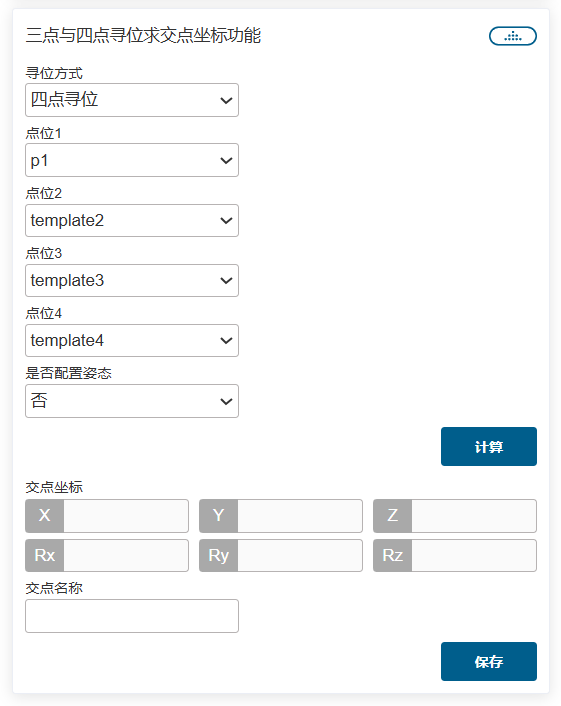 三点与四点寻位求交点坐标功能
寻位方式
四点寻位
点位1
p1
点位2
template2
点位3
template3
点位4
template4
是否配置姿态
否
计算
交点坐标
X Y Z
Rx Ry Rz
交点名称
保存